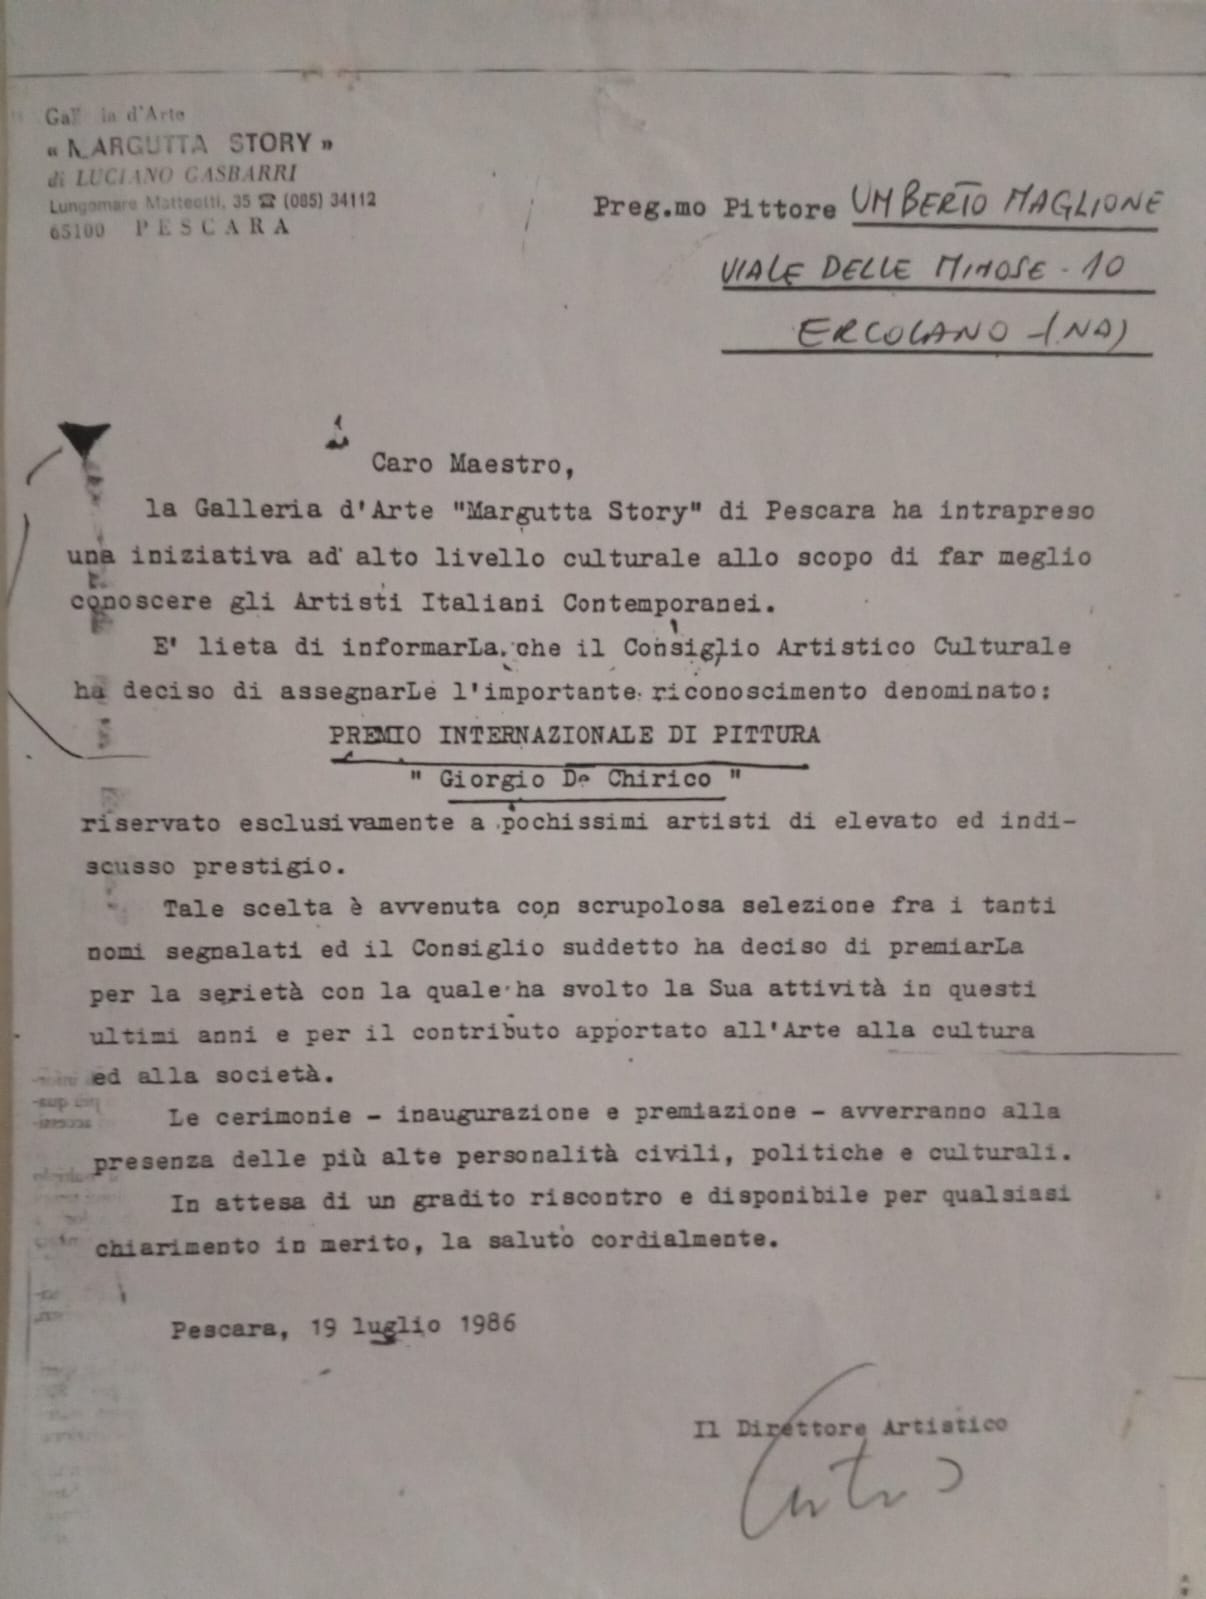 Galleria d'Arte
« MARGUTTA STORY »
di LUCIANO GASBARRI
Lungomare Matteotti, 35 ☎ (085) 34112
65100 PESCARA
Preg.mo Pittore UMBERTO MAGLIONE
VIALE DELLE MIMOSE - 10
ERCOLANO - (NA)
Caro Maestro,
la Galleria d'Arte "Margutta Story" di Pescara ha intrapreso
una iniziativa ad alto livello culturale allo scopo di far meglio
conoscere gli Artisti Italiani Contemporanei.
E' lieta di informarLa, che il Consiglio Artistico Culturale
ha deciso di assegnarLe l'importante riconoscimento denominato:
PREMIO INTERNAZIONALE DI PITTURA
" Giorgio De Chirico "
riservato esclusivamente a pochissimi artisti di elevato ed indi-
scusso prestigio.
Tale scelta è avvenuta con scrupolosa selezione fra i tanti
nomi segnalati ed il Consiglio suddetto ha deciso di premiarLa
per la serietà con la quale ha svolto la Sua attività in questi
ultimi anni e per il contributo apportato all'Arte alla cultura
ed alla società.
Le cerimonie - inaugurazione e premiazione - avverranno alla
presenza delle più alte personalità civili, politiche e culturali.
In attesa di un gradito riscontro e disponibile per qualsiasi
chiarimento in merito, la saluto cordialmente.
Pescara, 19 luglio 1986
Il Direttore Artistico